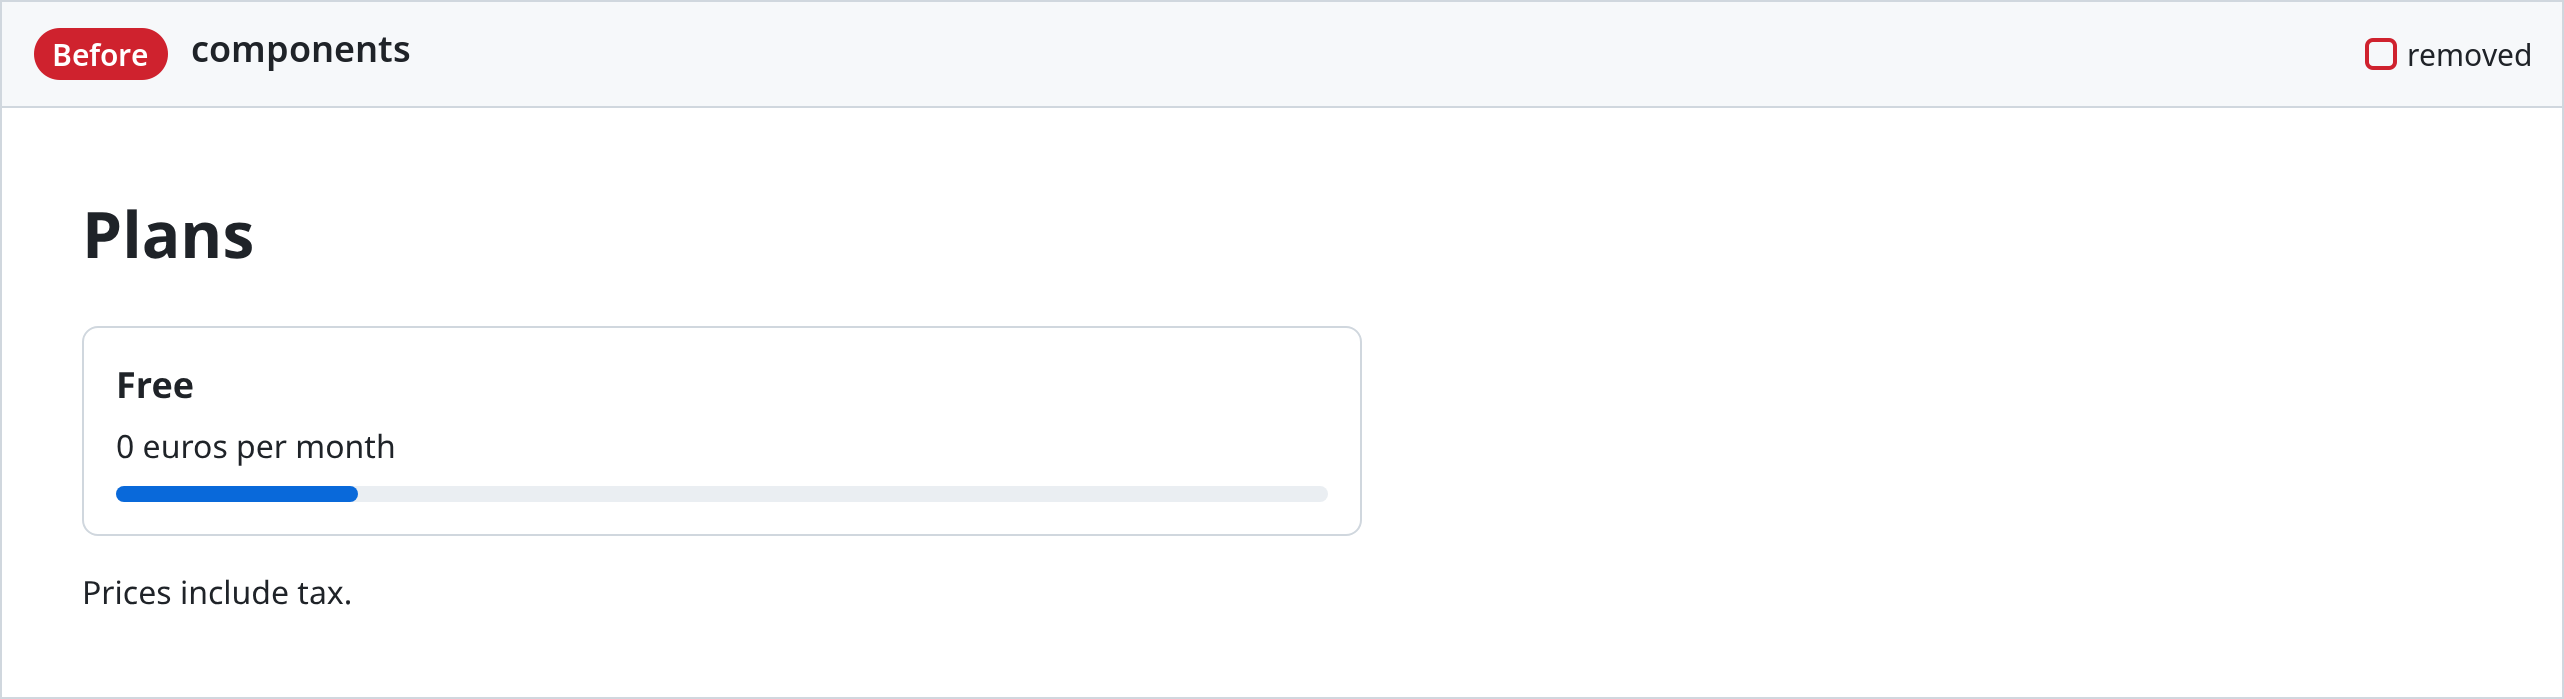 Before components removed
Plans
Free
0 euros per month
Prices include tax.